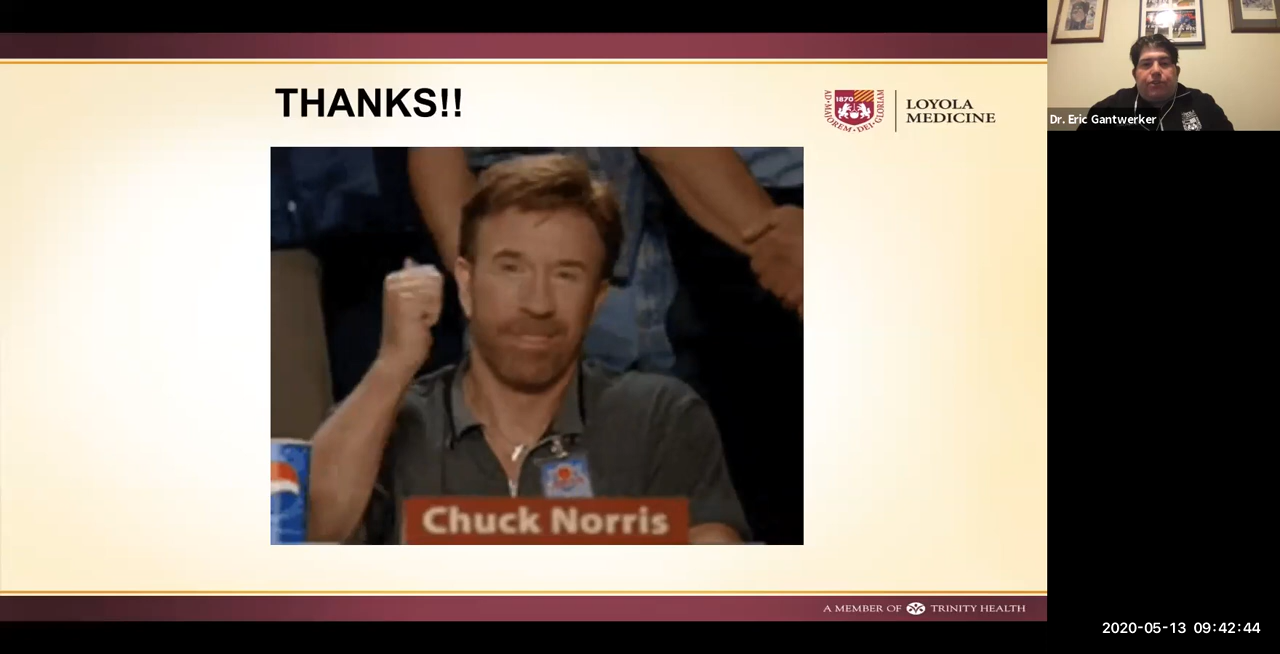 THANKS!!
1870
AD•MAJOREM•DEI•GLORIAM
LOYOLA
MEDICINE
Dr. Eric Gantwerker
Chuck Norris
A MEMBER OF TRINITY HEALTH
2020-05-13 09:42:44